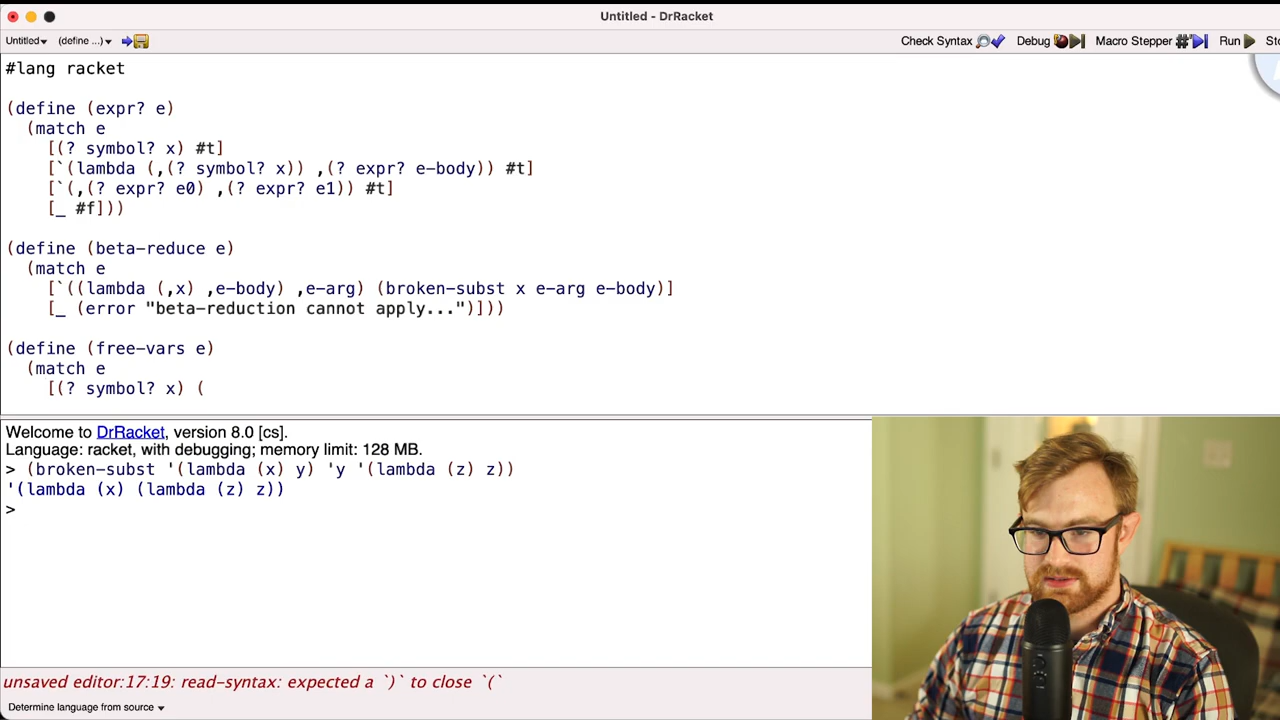 Untitled - DrRacket
Untitled▾ (define ...)▾ Check Syntax Debug Macro Stepper Run Sto
#lang racket
(define (expr? e)
(match e
[(? symbol? x) #t]
[`(lambda (,(? symbol? x)) ,(? expr? e-body)) #t]
[`(,(? expr? e0) ,(? expr? e1)) #t]
[_ #f]))
(define (beta-reduce e)
(match e
[`((lambda (,x) ,e-body) ,e-arg) (broken-subst x e-arg e-body)]
[_ (error "beta-reduction cannot apply...")]))
(define (free-vars e)
(match e
[(? symbol? x) (
Welcome to DrRacket, version 8.0 [cs].
Language: racket, with debugging; memory limit: 128 MB.
> (broken-subst '(lambda (x) y) 'y '(lambda (z) z))
'(lambda (x) (lambda (z) z))
>
unsaved editor:17:19: read-syntax: expected a `)` to close `(`
Determine language from source ▾